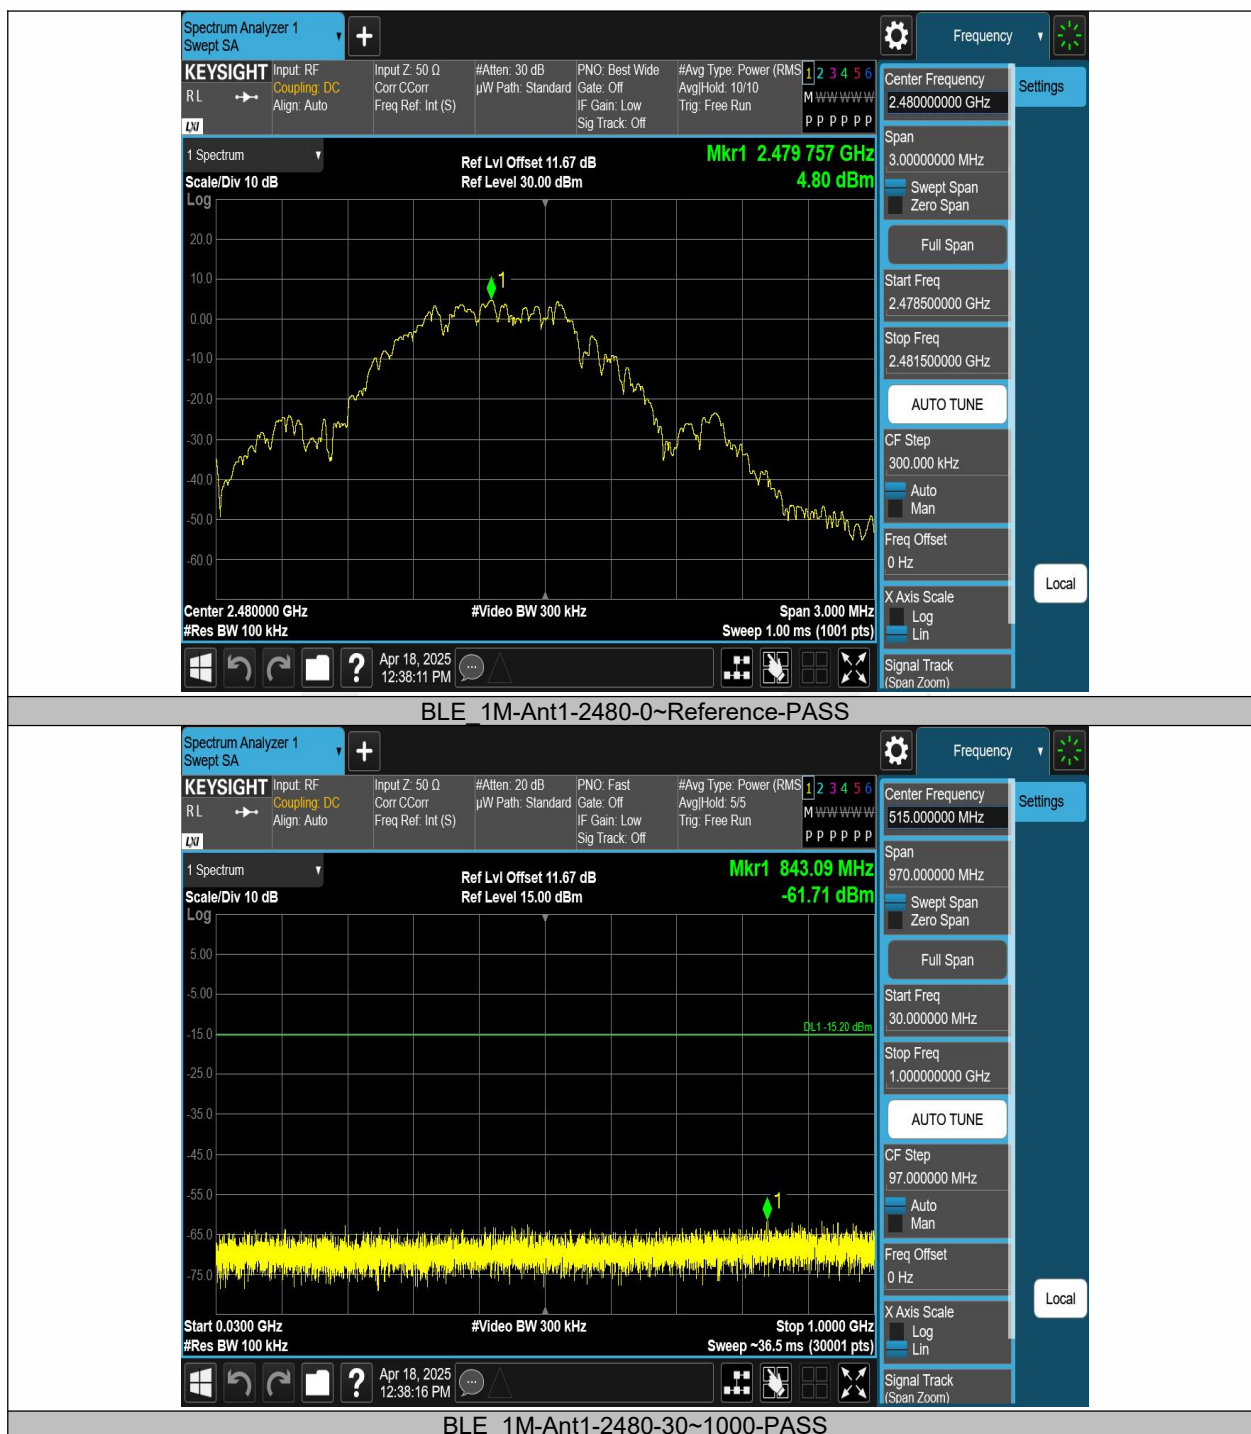 Spectrum Analyzer 1
Swept SA
+
Frequency
KEYSIGHT
RL
LXI
Input: RF
Coupling: DC
Align: Auto
Input Z: 50 Ω
Corr CCorr
Freq Ref: Int (S)
#Atten: 30 dB
µW Path: Standard
PNO: Best Wide
Gate: Off
IF Gain: Low
Sig Track: Off
#Avg Type: Power (RMS
Avg|Hold: 10/10
Trig: Free Run
1 2 3 4 5 6
M W W W W W
P P P P P P
Center Frequency
2.480000000 GHz
Settings
Span
3.00000000 MHz
Swept Span
Zero Span
Full Span
Start Freq
2.478500000 GHz
Stop Freq
2.481500000 GHz
AUTO TUNE
CF Step
300.000 kHz
Auto
Man
Freq Offset
0 Hz
X Axis Scale
Log
Lin
Signal Track
(Span Zoom)
Local
1 Spectrum
Scale/Div 10 dB
Log
Ref Lvl Offset 11.67 dB
Ref Level 30.00 dBm
Mkr1 2.479 757 GHz
4.80 dBm
20.0
10.0
0.00
-10.0
-20.0
-30.0
-40.0
-50.0
-60.0
1
Center 2.480000 GHz
#Res BW 100 kHz
#Video BW 300 kHz
Span 3.000 MHz
Sweep 1.00 ms (1001 pts)
?
Apr 18, 2025
12:38:11 PM
BLE_1M-Ant1-2480-0~Reference-PASS
Spectrum Analyzer 1
Swept SA
+
Frequency
KEYSIGHT
RL
LXI
Input: RF
Coupling: DC
Align: Auto
Input Z: 50 Ω
Corr CCorr
Freq Ref: Int (S)
#Atten: 20 dB
µW Path: Standard
PNO: Fast
Gate: Off
IF Gain: Low
Sig Track: Off
#Avg Type: Power (RMS
Avg|Hold: 5/5
Trig: Free Run
1 2 3 4 5 6
M W W W W W
P P P P P P
Center Frequency
515.000000 MHz
Settings
Span
970.000000 MHz
Swept Span
Zero Span
Full Span
Start Freq
30.000000 MHz
Stop Freq
1.000000000 GHz
AUTO TUNE
CF Step
97.000000 MHz
Auto
Man
Freq Offset
0 Hz
X Axis Scale
Log
Lin
Signal Track
(Span Zoom)
Local
1 Spectrum
Scale/Div 10 dB
Log
Ref Lvl Offset 11.67 dB
Ref Level 15.00 dBm
Mkr1 843.09 MHz
-61.71 dBm
5.00
-5.00
-15.0
-25.0
-35.0
-45.0
-55.0
-65.0
-75.0
DL1 -15.20 dBm
1
Start 0.0300 GHz
#Res BW 100 kHz
#Video BW 300 kHz
Stop 1.0000 GHz
Sweep ~36.5 ms (30001 pts)
?
Apr 18, 2025
12:38:16 PM
BLE_1M-Ant1-2480-30~1000-PASS